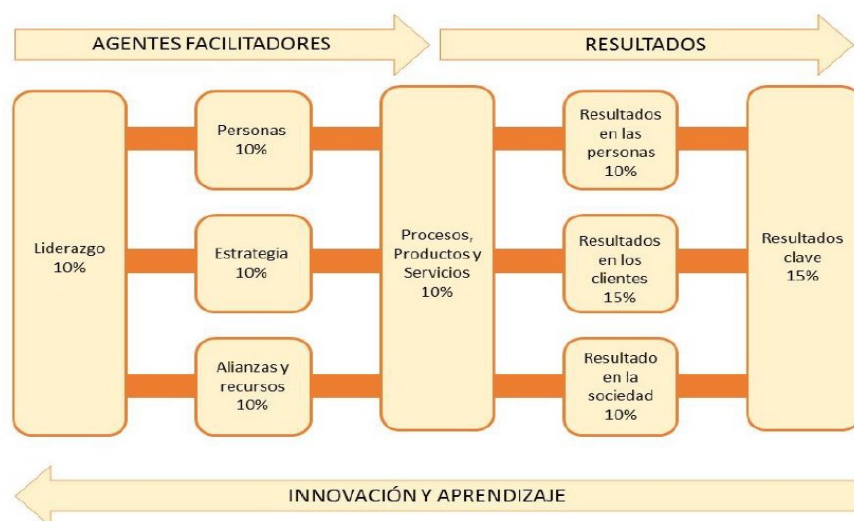 AGENTES FACILITADORES
RESULTADOS
Liderazgo
10%
Personas
10%
Estrategia
10%
Alianzas y
recursos
10%
Procesos,
Productos y
Servicios
10%
Resultados
en las
personas
10%
Resultados
en los
clientes
15%
Resultado
en la
sociedad
10%
Resultados
clave
15%
INNOVACIÓN Y APRENDIZAJE